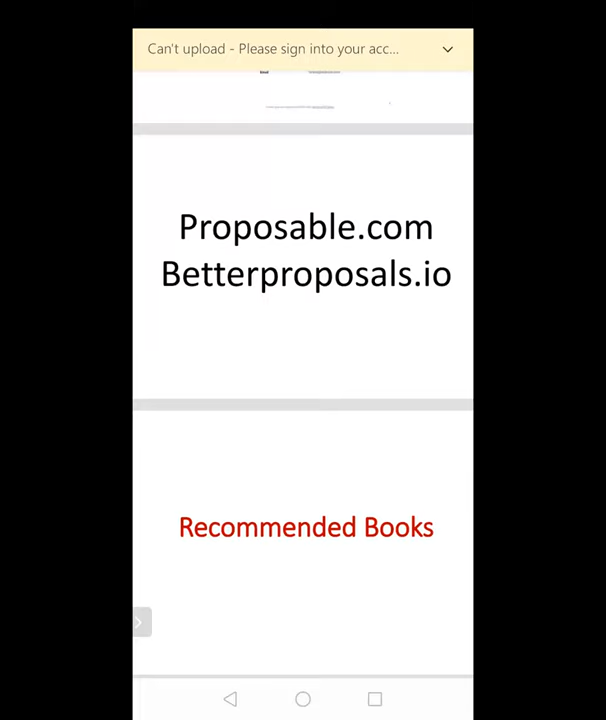 Can't upload - Please sign into your acc...
Proposable.com
Betterproposals.io
Recommended Books